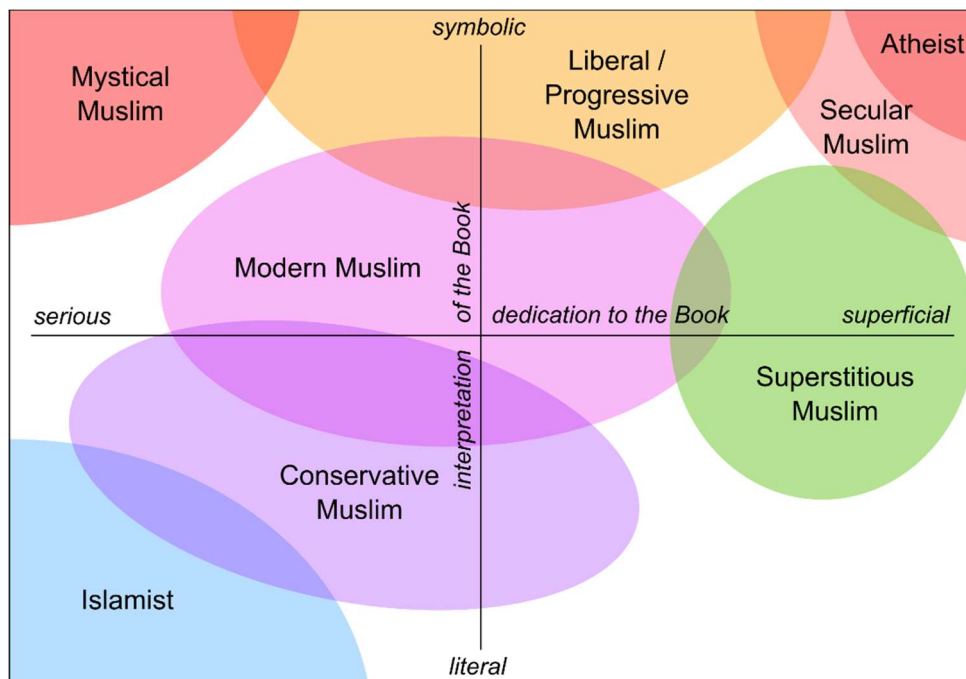 symbolic
Atheist
Mystical
Muslim
Liberal /
Progressive
Muslim
Secular
Muslim
Modern Muslim
of the Book
serious
dedication to the Book
superficial
interpretation
Superstitious
Muslim
Conservative
Muslim
Islamist
literal